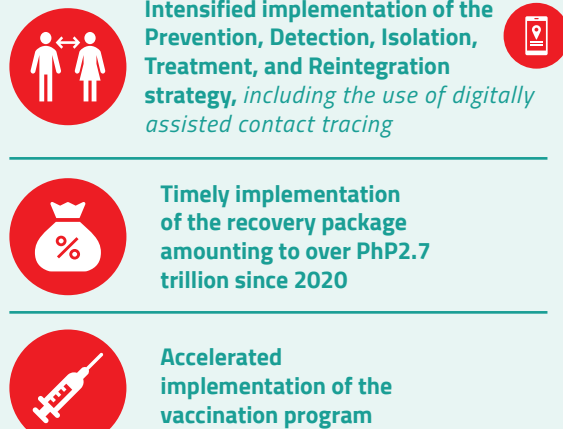 Intensified implementation of the
Prevention, Detection, Isolation,
Treatment, and Reintegration
strategy, including the use of digitally
assisted contact tracing
%
Timely implementation
of the recovery package
amounting to over PhP2.7
trillion since 2020
Accelerated
implementation of the
vaccination program